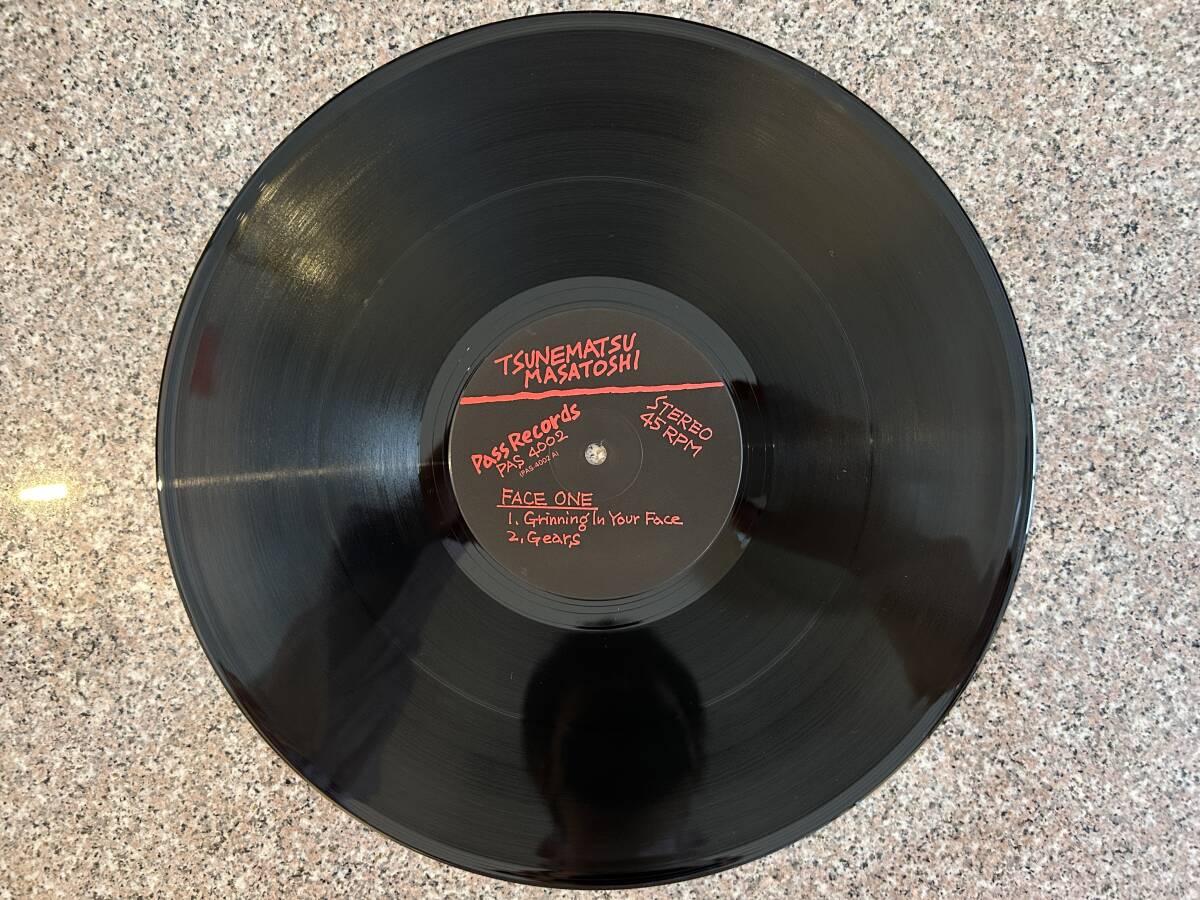 TSUNEMATSU
MASATOSHI
Pass Records
PAS 4002
(PAS-4002 A)
STEREO
45 RPM
FACE ONE
1. Grinning In Your Face
2. Gears